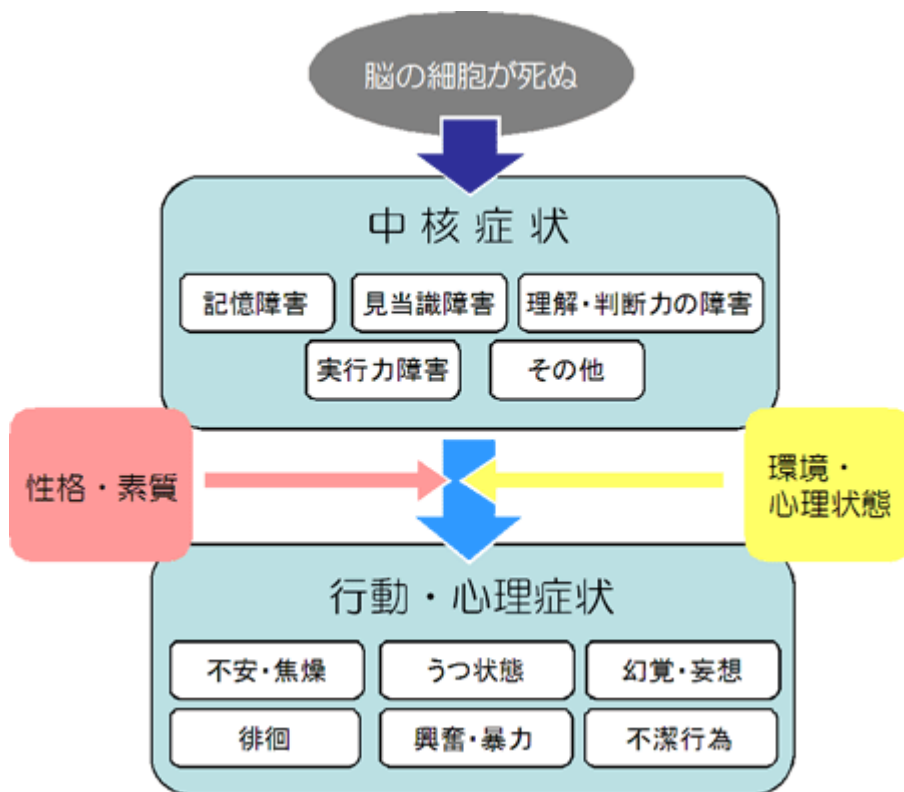 脳の細胞が死ぬ
中核症状
記憶障害
見当識障害
理解・判断力の障害
実行力障害
その他
性格・素質
環境・
心理状態
行動・心理症状
不安・焦燥
うつ状態
幻覚・妄想
徘徊
興奮・暴力
不潔行為